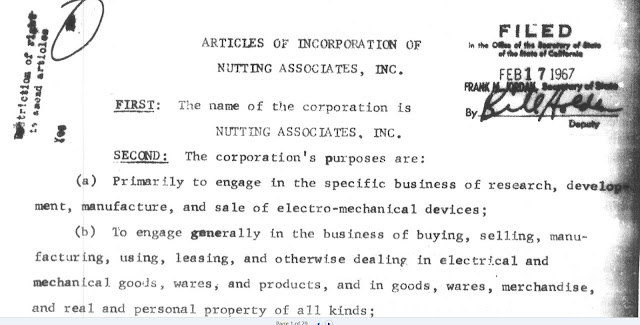 Restriction of right
to amend articles
Yes
FILED
In the Office of the Secretary of State
of the State of California
FEB 17 1967
FRANK M. JORDAN, Secretary of State
By
Deputy
ARTICLES OF INCORPORATION OF
NUTTING ASSOCIATES, INC.
FIRST: The name of the corporation is
NUTTING ASSOCIATES, INC.
SECOND: The corporation's purposes are:
(a) Primarily to engage in the specific business of research, develop-
ment, manufacture, and sale of electro-mechanical devices;
(b) To engage generally in the business of buying, selling, manu-
facturing, using, leasing, and otherwise dealing in electrical and
mechanical goods, wares, and products, and in goods, wares, merchandise,
and real and personal property of all kinds;
Page 1 of 29